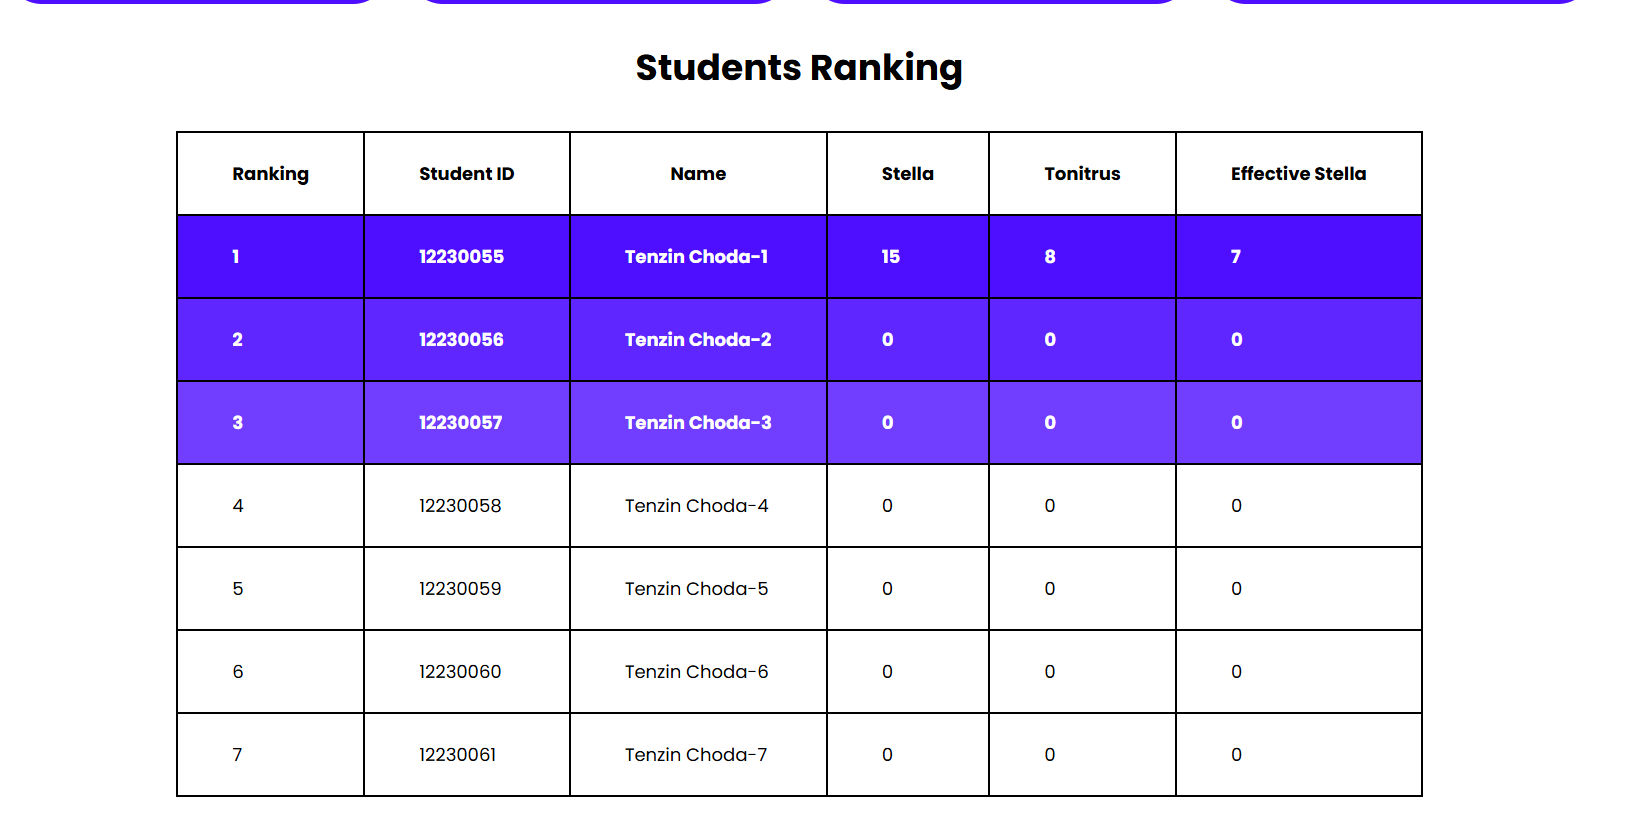 Students Ranking
Ranking Student ID Name Stella Tonitrus Effective Stella
1 12230055 Tenzin Choda-1 15 8 7
2 12230056 Tenzin Choda-2 0 0 0
3 12230057 Tenzin Choda-3 0 0 0
4 12230058 Tenzin Choda-4 0 0 0
5 12230059 Tenzin Choda-5 0 0 0
6 12230060 Tenzin Choda-6 0 0 0
7 12230061 Tenzin Choda-7 0 0 0